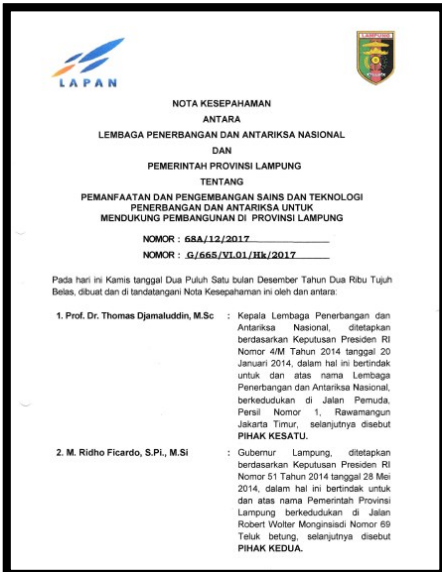 LAPAN
LAMPUNG
NOTA KESEPAHAMAN
ANTARA
LEMBAGA PENERBANGAN DAN ANTARIKSA NASIONAL
DAN
PEMERINTAH PROVINSI LAMPUNG
TENTANG
PEMANFAATAN DAN PENGEMBANGAN SAINS DAN TEKNOLOGI
PENERBANGAN DAN ANTARIKSA UNTUK
MENDUKUNG PEMBANGUNAN DI PROVINSI LAMPUNG
NOMOR : 68A/12/2017
NOMOR : G/665/VI.01/Hk/2017
Pada hari ini Kamis tanggal Dua Puluh Satu bulan Desember Tahun Dua Ribu Tujuh
Belas, dibuat dan di tandatangani Nota Kesepahaman ini oleh dan antara:
1. Prof. Dr. Thomas Djamaluddin, M.Sc : Kepala Lembaga Penerbangan dan
Antariksa Nasional, ditetapkan
berdasarkan Keputusan Presiden RI
Nomor 4/M Tahun 2014 tanggal 20
Januari 2014, dalam hal ini bertindak
untuk dan atas nama Lembaga
Penerbangan dan Antariksa Nasional,
berkedudukan di Jalan Pemuda,
Persil Nomor 1, Rawamangun
Jakarta Timur, selanjutnya disebut
PIHAK KESATU.
2. M. Ridho Ficardo, S.Pi., M.Si : Gubernur Lampung, ditetapkan
berdasarkan Keputusan Presiden RI
Nomor 51 Tahun 2014 tanggal 28 Mei
2014, dalam hal ini bertindak untuk
dan atas nama Pemerintah Provinsi
Lampung berkedudukan di Jalan
Robert Wolter Monginsisdi Nomor 69
Teluk betung, selanjutnya disebut
PIHAK KEDUA.